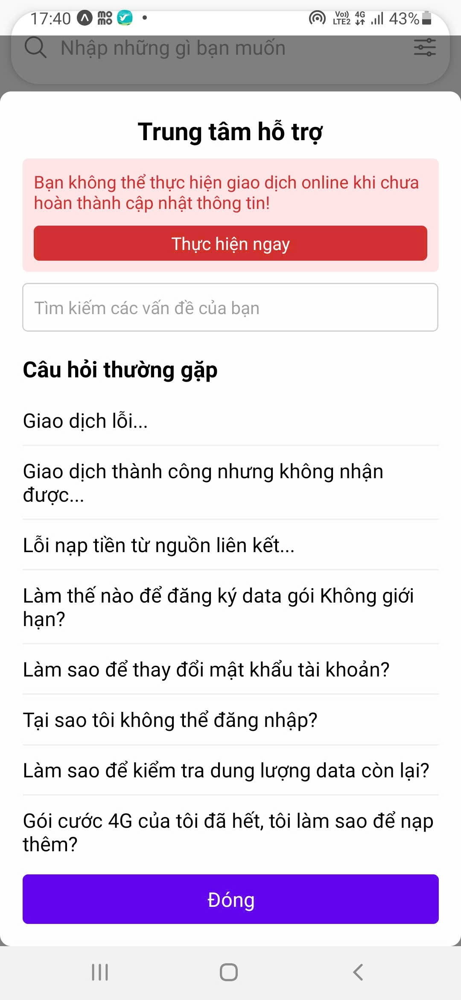 17:40
mo
mo
Vo))
LTE2
4G
43%
Nhập những gì bạn muốn
Trung tâm hỗ trợ
Bạn không thể thực hiện giao dịch online khi chưa
hoàn thành cập nhật thông tin!
Thực hiện ngay
Tìm kiếm các vấn đề của bạn
Câu hỏi thường gặp
Giao dịch lỗi...
Giao dịch thành công nhưng không nhận
được...
Lỗi nạp tiền từ nguồn liên kết...
Làm thế nào để đăng ký data gói Không giới
hạn?
Làm sao để thay đổi mật khẩu tài khoản?
Tại sao tôi không thể đăng nhập?
Làm sao để kiểm tra dung lượng data còn lại?
Gói cước 4G của tôi đã hết, tôi làm sao để nạp
thêm?
Đóng